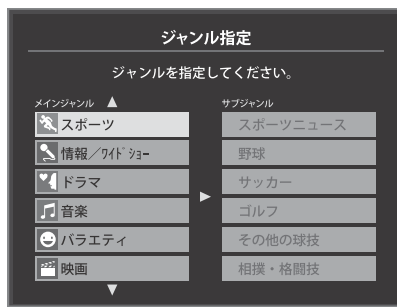 ジャンル指定
ジャンルを指定してください。
メインジャンル
スポーツ
情報／ﾜｲﾄﾞｼｮｰ
ドラマ
音楽
バラエティ
映画
サブジャンル
スポーツニュース
野球
サッカー
ゴルフ
その他の球技
相撲・格闘技